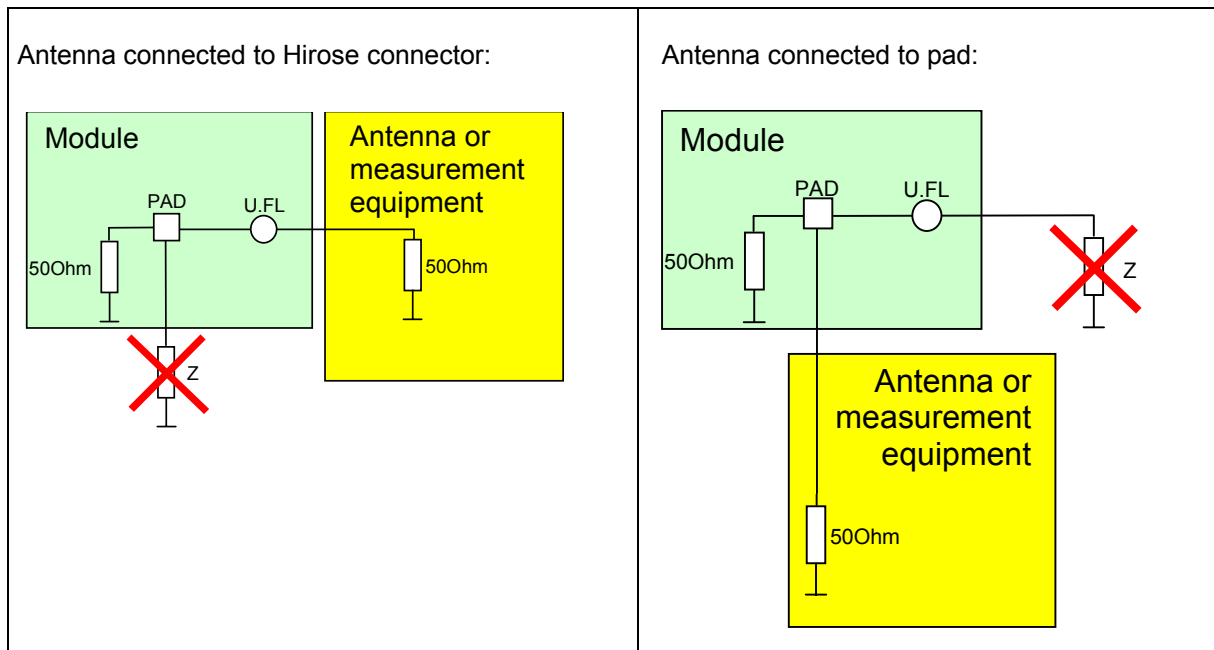 Antenna connected to Hirose connector:
Module
PAD
U.FL
50Ohm
Z
Antenna or
measurement
equipment
50Ohm
Antenna connected to pad:
Module
PAD
U.FL
50Ohm
Z
Antenna or
measurement
equipment
50Ohm